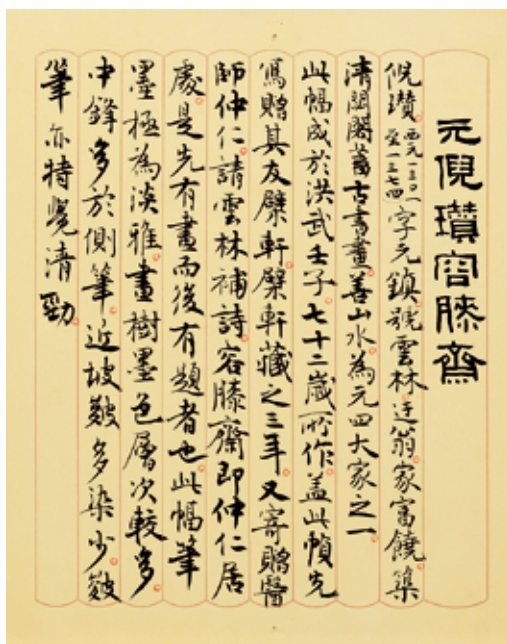 元倪瓚容膝齋
倪瓚西元一三〇一至一三七四字元鎮號雲林迂翁家富饒築
清閟閣蓄古書畫善山水為元四大家之一
此幅成於洪武壬子七十二歲所作蓋此幀先
寫贈其友檗軒檗軒藏之三年又寄贈醫
師仲仁請雲林補詩容膝齋即仲仁居
處是先有畫而後有題者也此幅筆
墨極為淡雅畫樹墨色層次較多
中鋒多於側筆近坡皴多染少皴
筆亦特覺清勁